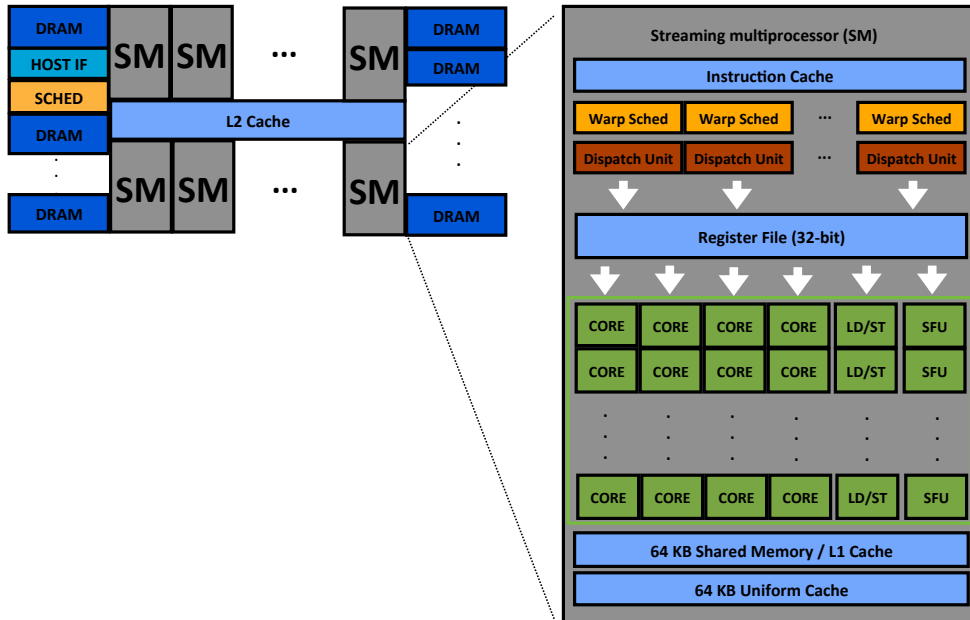 DRAM
HOST IF
SCHED
DRAM
DRAM
SM SM ... SM
L2 Cache
SM SM ... SM
DRAM
DRAM
DRAM
Streaming multiprocessor (SM)
Instruction Cache
Warp Sched Warp Sched ... Warp Sched
Dispatch Unit Dispatch Unit ... Dispatch Unit
Register File (32-bit)
CORE CORE CORE CORE LD/ST SFU
CORE CORE CORE CORE LD/ST SFU
CORE CORE CORE CORE LD/ST SFU
64 KB Shared Memory / L1 Cache
64 KB Uniform Cache